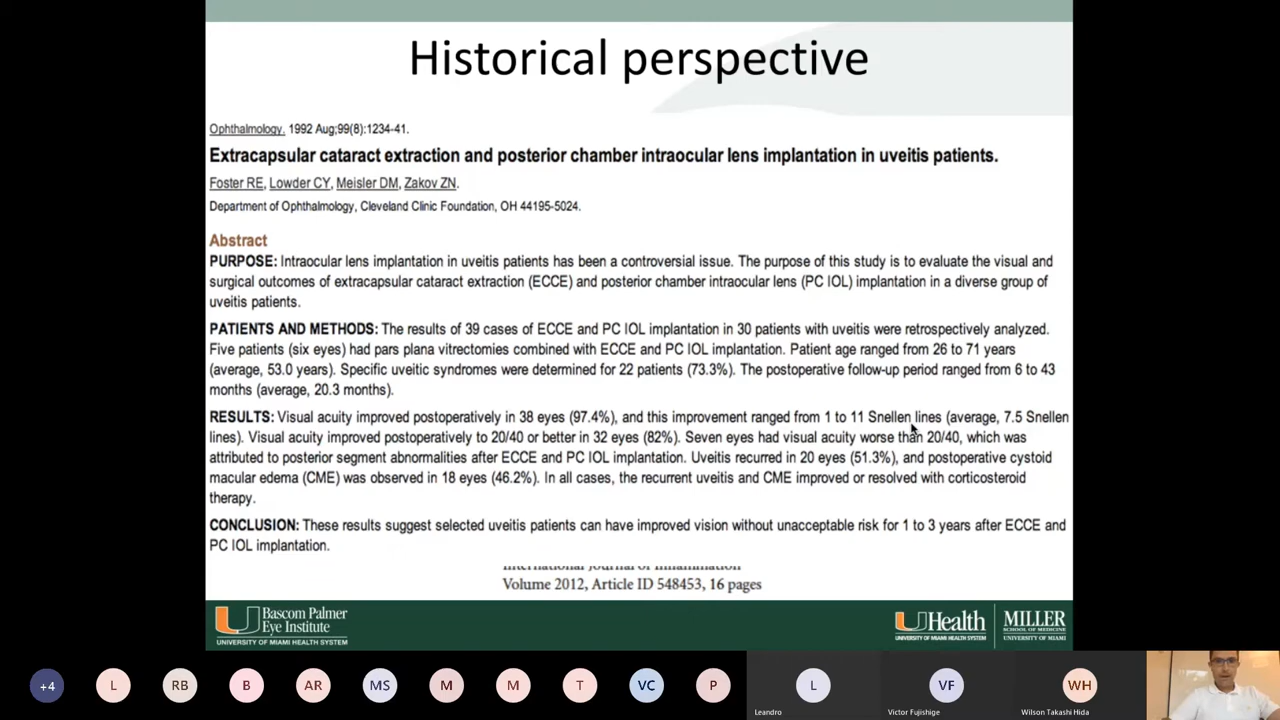 Historical perspective
Ophthalmology. 1992 Aug;99(8):1234-41.
Extracapsular cataract extraction and posterior chamber intraocular lens implantation in uveitis patients.
Foster RE, Lowder CY, Meisler DM, Zakov ZN.
Department of Ophthalmology, Cleveland Clinic Foundation, OH 44195-5024.
Abstract
PURPOSE: Intraocular lens implantation in uveitis patients has been a controversial issue. The purpose of this study is to evaluate the visual and
surgical outcomes of extracapsular cataract extraction (ECCE) and posterior chamber intraocular lens (PC IOL) implantation in a diverse group of
uveitis patients.
PATIENTS AND METHODS: The results of 39 cases of ECCE and PC IOL implantation in 30 patients with uveitis were retrospectively analyzed.
Five patients (six eyes) had pars plana vitrectomies combined with ECCE and PC IOL implantation. Patient age ranged from 26 to 71 years
(average, 53.0 years). Specific uveitic syndromes were determined for 22 patients (73.3%). The postoperative follow-up period ranged from 6 to 43
months (average, 20.3 months).
RESULTS: Visual acuity improved postoperatively in 38 eyes (97.4%), and this improvement ranged from 1 to 11 Snellen lines (average, 7.5 Snellen
lines). Visual acuity improved postoperatively to 20/40 or better in 32 eyes (82%). Seven eyes had visual acuity worse than 20/40, which was
attributed to posterior segment abnormalities after ECCE and PC IOL implantation. Uveitis recurred in 20 eyes (51.3%), and postoperative cystoid
macular edema (CME) was observed in 18 eyes (46.2%). In all cases, the recurrent uveitis and CME improved or resolved with corticosteroid
therapy.
CONCLUSION: These results suggest selected uveitis patients can have improved vision without unacceptable risk for 1 to 3 years after ECCE and
PC IOL implantation.
International Journal of Inflammation
Volume 2012, Article ID 548453, 16 pages
Bascom Palmer
Eye Institute
UNIVERSITY OF MIAMI HEALTH SYSTEM
UHealth
UNIVERSITY OF MIAMI HEALTH SYSTEM
MILLER
SCHOOL OF MEDICINE
UNIVERSITY OF MIAMI
+4 L RB B AR MS M M T VC P L VF WH
Leandro Victor Fujishige Wilson Takashi Hida